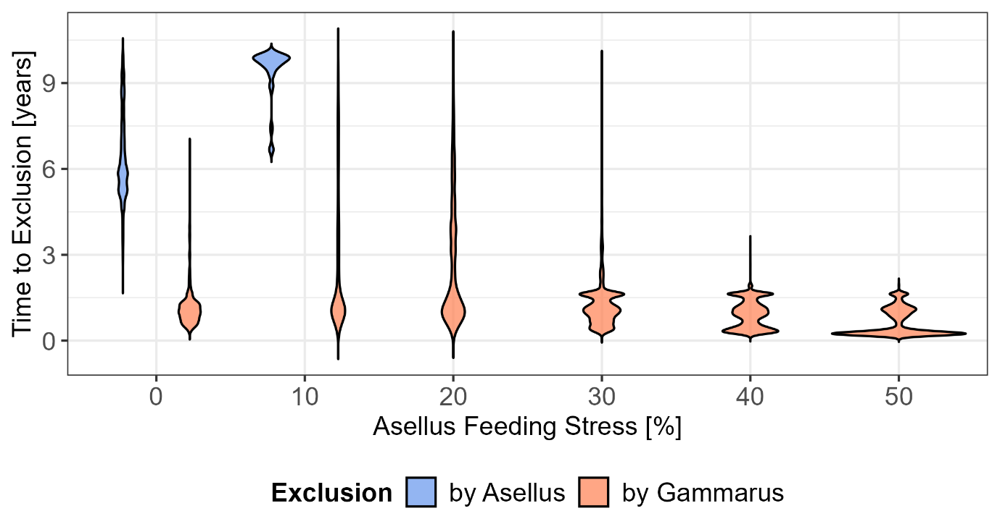 Time to Exclusion [years]
9
6
3
0
0 10 20 30 40 50
Asellus Feeding Stress [%]
Exclusion by Asellus by Gammarus